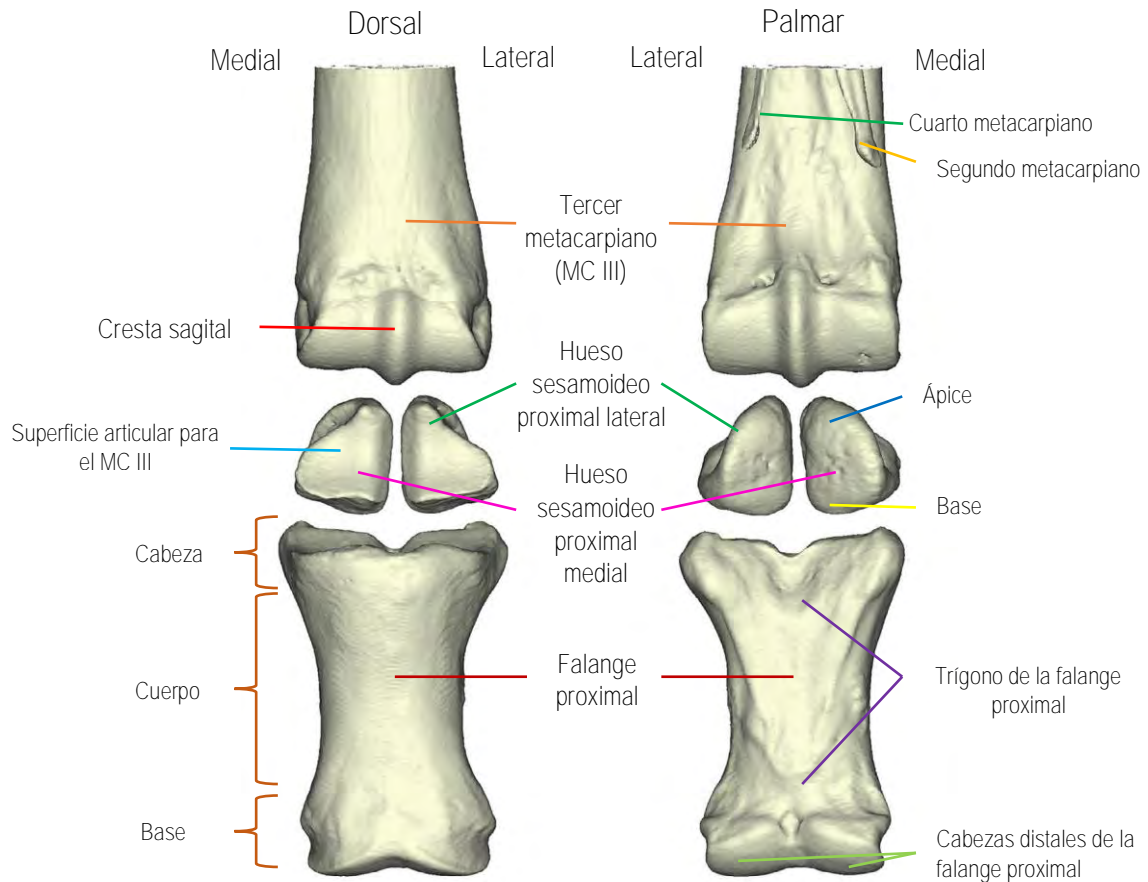 Dorsal
Palmar
Medial
Lateral
Lateral
Medial
Cuarto metacarpiano
Segundo metacarpiano
Tercer
metacarpiano
(MC III)
Cresta sagital
Hueso
sesamoideo
proximal lateral
Ápice
Superficie articular para
el MC III
Hueso
sesamoideo
proximal
medial
Base
Cabeza
Cuerpo
Falange
proximal
Trígono de la falange
proximal
Base
Cabezas distales de la
falange proximal